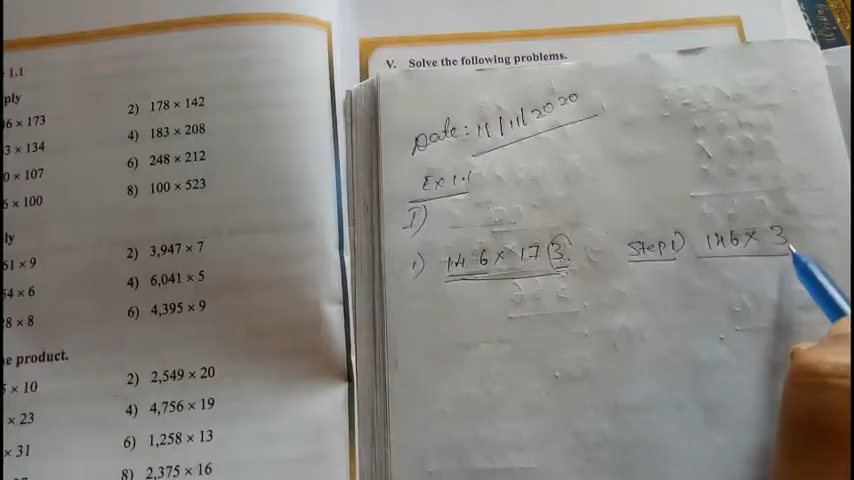 1.1
ply
46 × 173
2) 178 × 142
3 × 134
4) 183 × 208
0 × 107
6) 248 × 212
6 × 100
8) 100 × 523
ly
51 × 9
2) 3,947 × 7
54 × 6
4) 6,041 × 5
28 × 8
6) 4,395 × 9
e product.
5 × 10
2) 2,549 × 20
× 23
4) 4,756 × 19
× 31
6) 1,258 × 13
8) 2,375 × 16
V. Solve the following problems.
Date: 11/11/2020
Ex 1.1
I)
1) 146 × 173
Step 1) 146 × 3